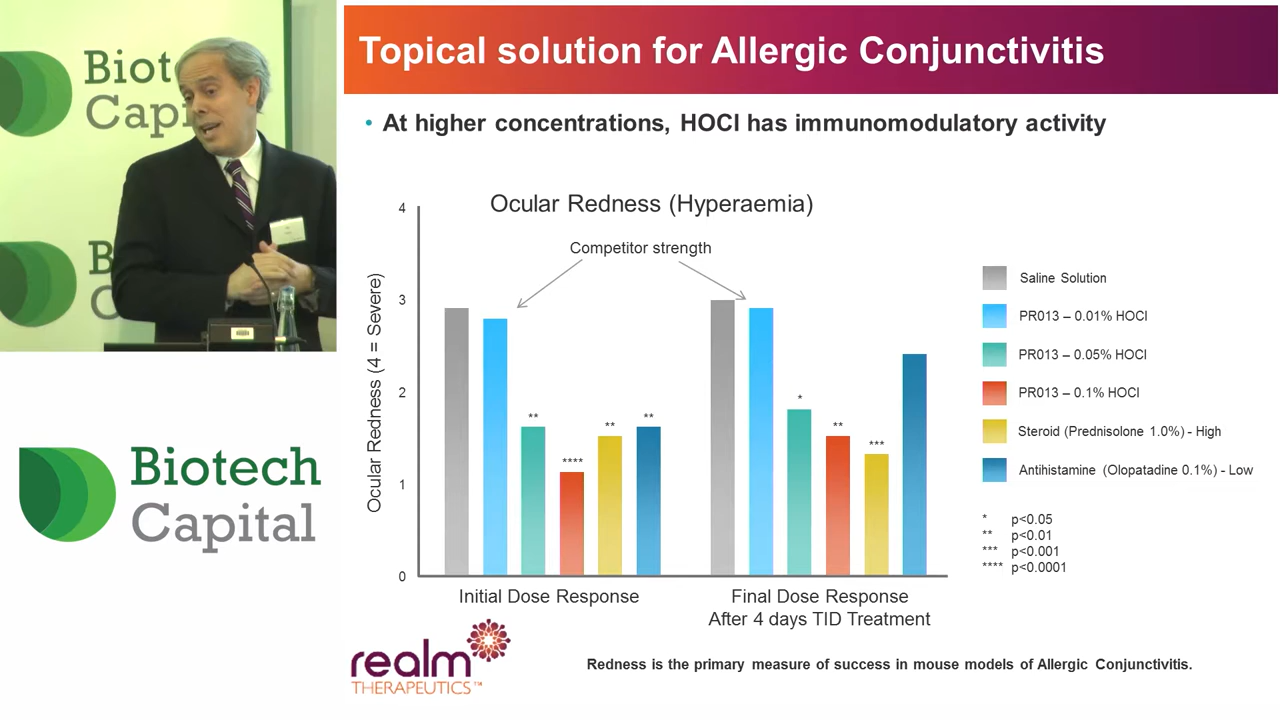 Biot
Capi
B
C
Biotech
Capital
Topical solution for Allergic Conjunctivitis
• At higher concentrations, HOCl has immunomodulatory activity
Ocular Redness (Hyperaemia)
Competitor strength
Ocular Redness (4 = Severe)
4
3
2
1
0
** **** ** **
* ** ***
Initial Dose Response
Final Dose Response
After 4 days TID Treatment
Saline Solution
PR013 – 0.01% HOCl
PR013 – 0.05% HOCl
PR013 – 0.1% HOCl
Steroid (Prednisolone 1.0%) - High
Antihistamine (Olopatadine 0.1%) - Low
* p<0.05
** p<0.01
*** p<0.001
**** p<0.0001
realm
THERAPEUTICS™
Redness is the primary measure of success in mouse models of Allergic Conjunctivitis.